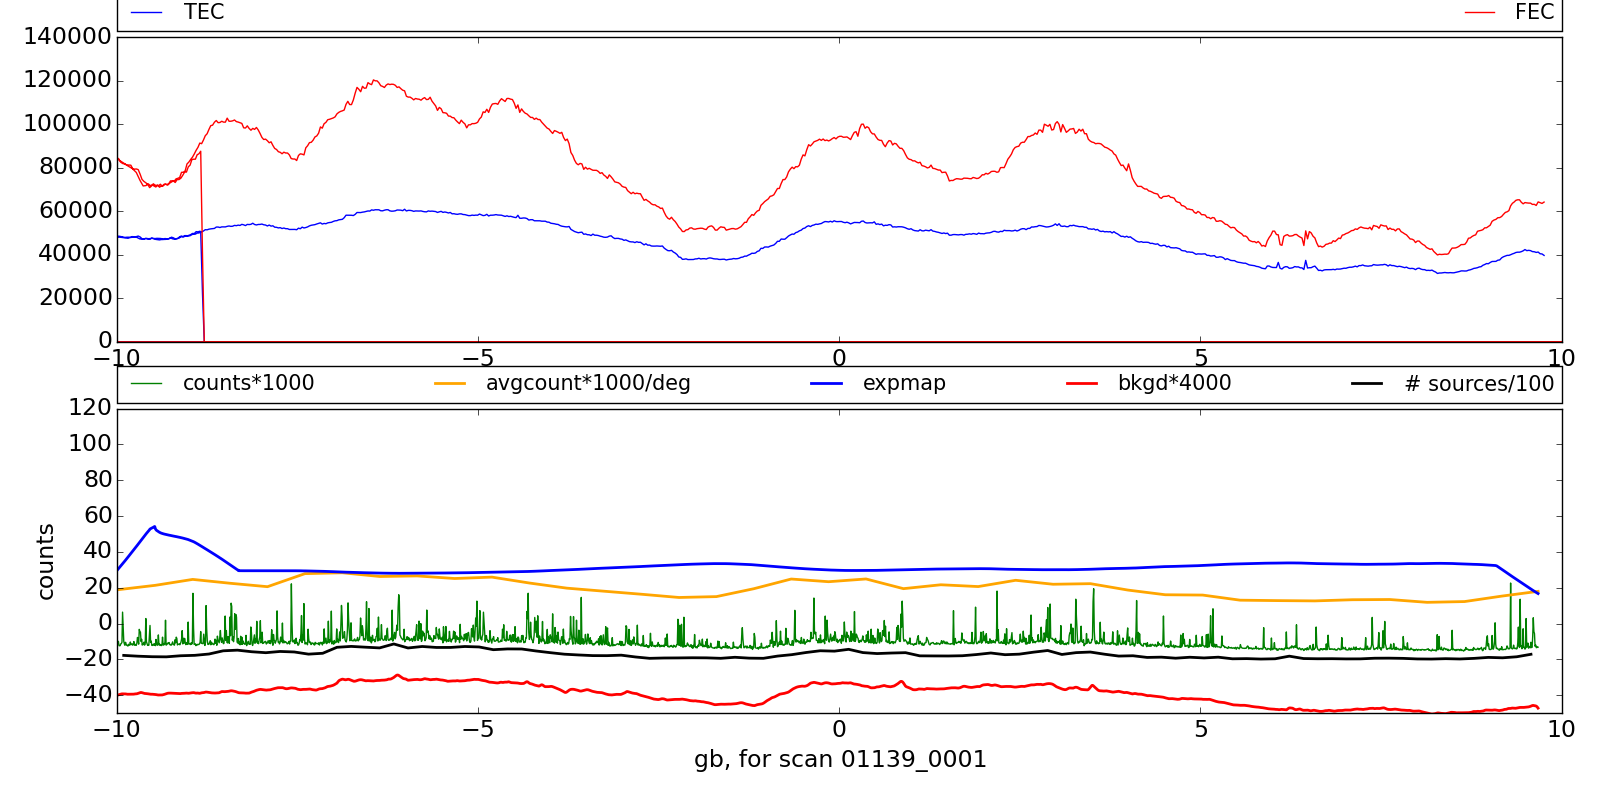 TEC FEC
140000
120000
100000
80000
60000
40000
20000
0
−10 −5 0 5 10
counts*1000 avgcount*1000/deg expmap bkgd*4000 # sources/100
120
100
80
60
40
20
0
−20
−40
counts
−10 −5 0 5 10
gb, for scan 01139_0001